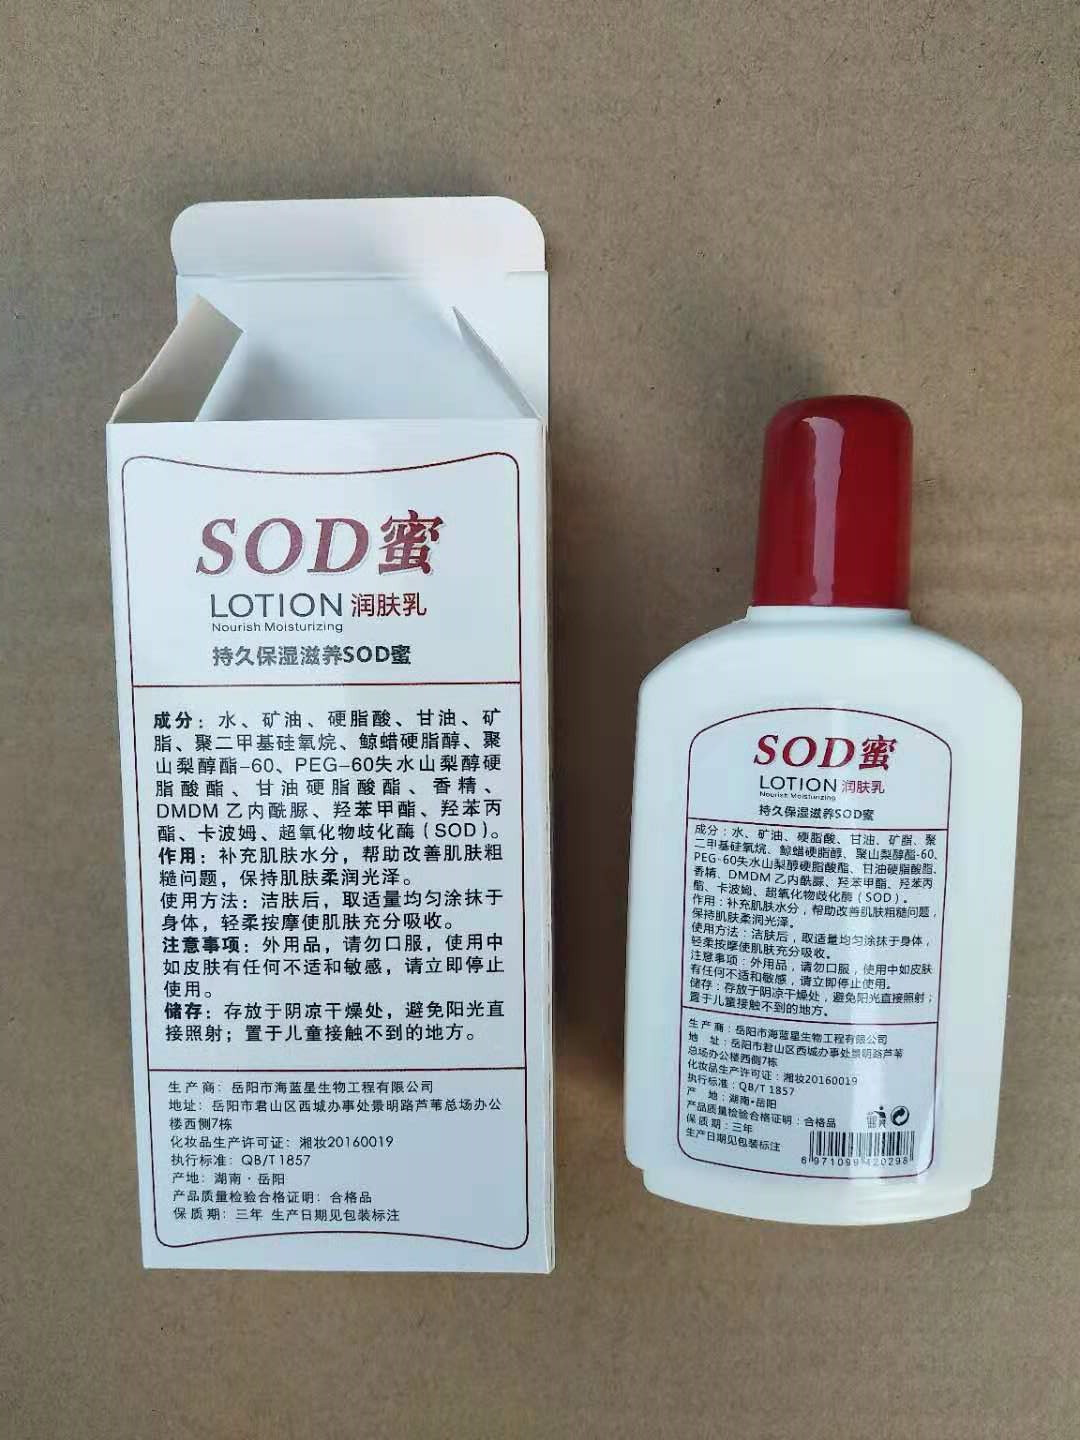 SOD蜜
LOTION 润肤乳
Nourish Moisturizing
持久保湿滋养SOD蜜
成分：水、矿油、硬脂酸、甘油、矿
脂、聚二甲基硅氧烷、鲸蜡硬脂醇、聚
山梨醇酯-60、PEG-60失水山梨醇硬
脂酸酯、甘油硬脂酸酯、香精、
DMDM乙内酰脲、羟苯甲酯、羟苯丙
酯、卡波姆、超氧化物歧化酶（SOD）。
作用：补充肌肤水分，帮助改善肌肤粗
糙问题，保持肌肤柔润光泽。
使用方法：洁肤后，取适量均匀涂抹于
身体，轻柔按摩使肌肤充分吸收。
注意事项：外用品，请勿口服，使用中
如皮肤有任何不适和敏感，请立即停止
使用。
储存：存放于阴凉干燥处，避免阳光直
接照射；置于儿童接触不到的地方。
生产商：岳阳市海蓝星生物工程有限公司
地址：岳阳市君山区西城办事处景明路芦苇总场办公
楼西侧7栋
化妆品生产许可证：湘妆20160019
执行标准：QB/T1857
产地：湖南·岳阳
产品质量检验合格证明：合格品
保质期：三年 生产日期见包装标注
SOD蜜
LOTION 润肤乳
Nourish Moisturizing
持久保湿滋养SOD蜜
成分：水、矿油、硬脂酸、甘油、矿脂、聚
二甲基硅氧烷、鲸蜡硬脂醇、聚山梨醇酯-60、
PEG-60失水山梨醇硬脂酸酯、甘油硬脂酸酯、
香精、DMDM乙内酰脲、羟苯甲酯、羟苯丙
酯、卡波姆、超氧化物歧化酶（SOD）。
作用：补充肌肤水分，帮助改善肌肤粗糙问题，
保持肌肤柔润光泽。
使用方法：洁肤后，取适量均匀涂抹于身体，
轻柔按摩使肌肤充分吸收。
注意事项：外用品，请勿口服，使用中如皮肤
有任何不适和敏感，请立即停止使用。
储存：存放于阴凉干燥处，避免阳光直接照射；
置于儿童接触不到的地方。
生产商：岳阳市海蓝星生物工程有限公司
地址：岳阳市君山区西城办事处景明路芦苇
总场办公楼西侧7栋
化妆品生产许可证：湘妆20160019
执行标准：QB/T 1857
产地：湖南·岳阳
产品质量检验合格证明：合格品
保质期：三年
生产日期见包装标注
6 971099 420298